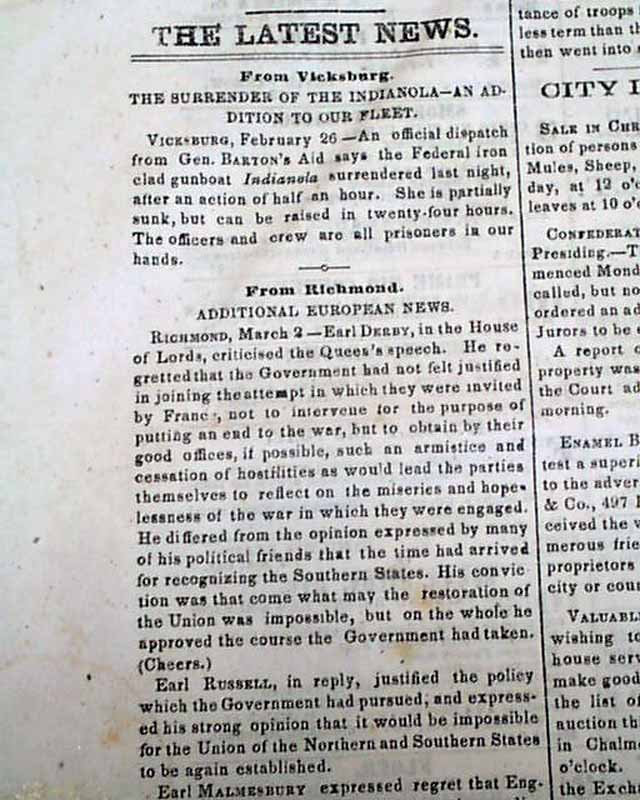 THE LATEST NEWS.
From Vicksburg.
THE SURRENDER OF THE INDIANOLA—AN AD-
DITION TO OUR FLEET.
VICKSBURG, February 26—An official dispatch
from Gen. BARTON'S Aid says the Federal iron
clad gunboat Indianola surrendered last night,
after an action of half an hour. She is partially
sunk, but can be raised in twenty-four hours.
The officers and crew are all prisoners in our
hands.
From Richmond.
ADDITIONAL EUROPEAN NEWS.
RICHMOND, March 2—Earl DERBY, in the House
of Lords, criticised the Queen's speech. He re-
gretted that the Government had not felt justified
in joining the attempt in which they were invited
by France, not to intervene for the purpose of
putting an end to the war, but to obtain by their
good offices, if possible, such an armistice and
cessation of hostilities as would lead the parties
themselves to reflect on the miseries and hope-
lessness of the war in which they were engaged.
He differed from the opinion expressed by many
of his political friends that the time had arrived
for recognizing the Southern States. His convic
tion was that come what may the restoration of
the Union was impossible, but on the whole he
approved the course the Government had taken.
(Cheers.)
Earl RUSSELL, in reply, justified the policy
which the Government had pursued, and express-
ed his strong opinion that it would be impossible
for the Union of the Northern and Southern States
to be again established.
Earl MALMESBURY expressed regret that Eng-
tance of troops
less term than
then went into
CITY
SALE IN
tion of persons
Mules, Sheep,
day, at 12
leaves at 10
Presiding.—
menced
called, but
ordered an
Jurors to be
A report
property was
the Court
morning.
ENAMEL
test a
to the
& Co., 497
ceived the
proprietors
city or
wishing to
house
make good
the list of
auction
in
o'clock.
the